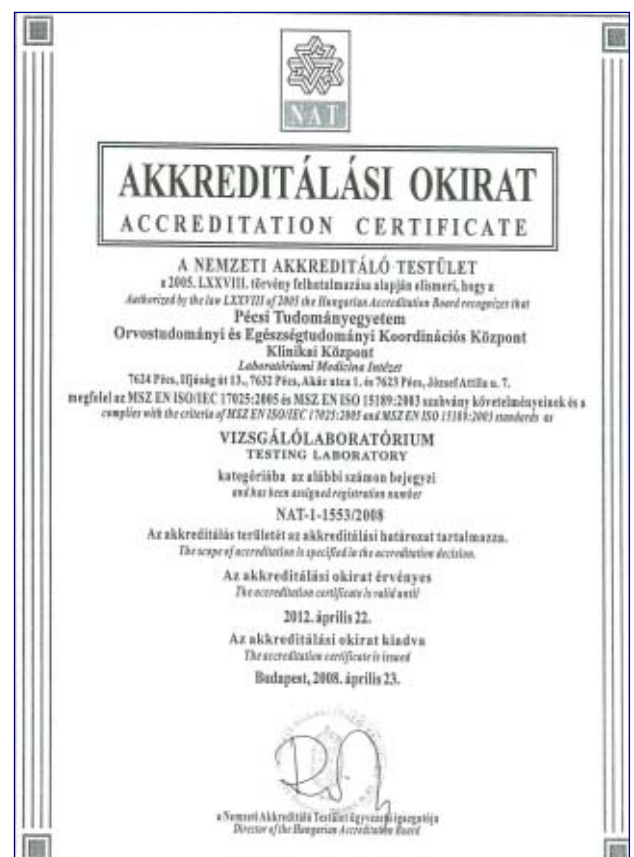 NAT
AKKREDITÁLÁSI OKIRAT
ACCREDITATION CERTIFICATE
A NEMZETI AKKREDITÁLÓ TESTÜLET
a 2005. LXXVIII. törvény felhatalmazása alapján elismeri, hogy a
Authorized by the law LXXVIII of 2005 the Hungarian Accreditation Board recognizes that
Pécsi Tudományegyetem
Orvostudományi és Egészségtudományi Koordinációs Központ
Klinikai Központ
Laboratóriumi Medicina Intézet
7624 Pécs, Ifjúság út 13., 7632 Pécs, Akác utca 1. és 7623 Pécs, József Attila u. 7.
megfelel az MSZ EN ISO/IEC 17025:2005 és MSZ EN ISO 15189:2003 szabvány követelményeinek és a
complies with the criteria of MSZ EN ISO/IEC 17025:2005 and MSZ EN ISO 15189:2003 standards as
VIZSGÁLÓLABORATÓRIUM
TESTING LABORATORY
kategóriába az alábbi számon bejegyzi
and has been assigned registration number
NAT-1-1553/2008
Az akkreditálás területét az akkreditálási határozat tartalmazza.
The scope of accreditation is specified in the accreditation decision.
Az akkreditálási okirat érvényes
The accreditation certificate is valid until
2012. április 22.
Az akkreditálási okirat kiadva
The accreditation certificate is issued
Budapest, 2008. április 23.
a Nemzeti Akkreditáló Testület ügyvezető igazgatója
Director of the Hungarian Accreditation Board